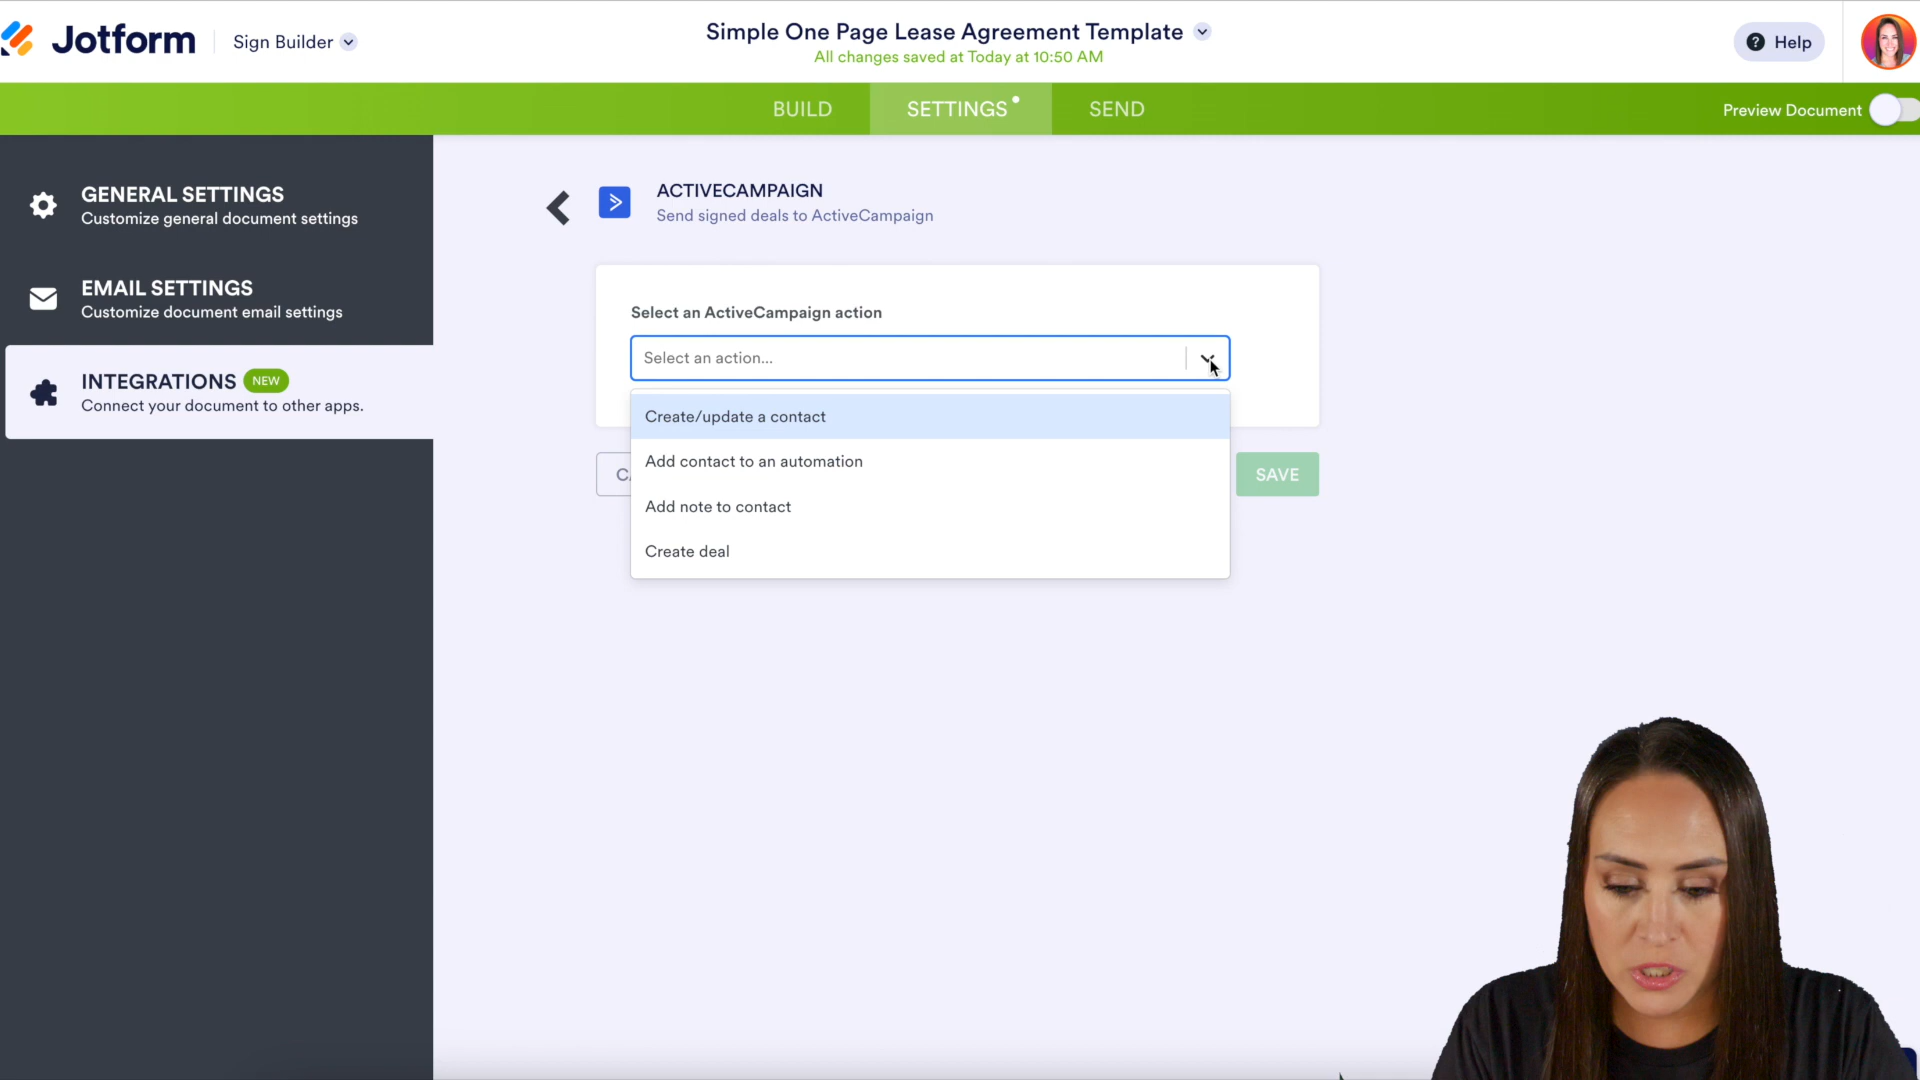 Jotform
Sign Builder
Simple One Page Lease Agreement Template
All changes saved at Today at 10:50 AM
Help
BUILD
SETTINGS
SEND
Preview Document
GENERAL SETTINGS
Customize general document settings
EMAIL SETTINGS
Customize document email settings
INTEGRATIONS NEW
Connect your document to other apps.
ACTIVECAMPAIGN
Send signed deals to ActiveCampaign
Select an ActiveCampaign action
Select an action...
Create/update a contact
Add contact to an automation
Add note to contact
Create deal
SAVE